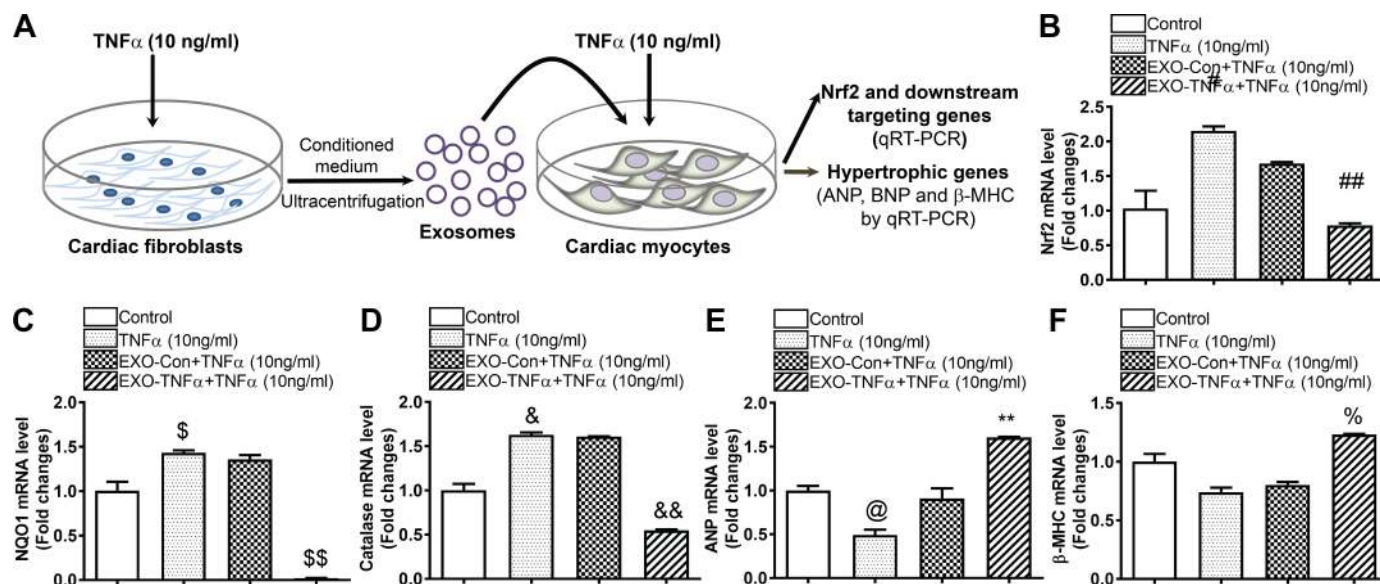 A
TNFα (10 ng/ml)
TNFα (10 ng/ml)
Conditioned
medium
Ultracentrifugation
Cardiac fibroblasts
Exosomes
Cardiac myocytes
Nrf2 and downstream
targeting genes
(qRT-PCR)
Hypertrophic genes
(ANP, BNP and β-MHC
by qRT-PCR)
B
Control
TNFα (10ng/ml)
EXO-Con+TNFα (10ng/ml)
EXO-TNFα+TNFα (10ng/ml)
#
##
Nrf2 mRNA level
(Fold changes)
2.5
2.0
1.5
1.0
0.5
0.0
C
Control
TNFα (10ng/ml)
EXO-Con+TNFα (10ng/ml)
EXO-TNFα+TNFα (10ng/ml)
NQO1 mRNA level
(Fold changes)
2.0
1.5
1.0
0.5
0.0
$
$$
D
Control
TNFα (10ng/ml)
EXO-Con+TNFα (10ng/ml)
EXO-TNFα+TNFα (10ng/ml)
Catalase mRNA level
(Fold changes)
2.0
1.5
1.0
0.5
0.0
&
&&
E
Control
TNFα (10ng/ml)
EXO-Con+TNFα (10ng/ml)
EXO-TNFα+TNFα (10ng/ml)
ANP mRNA level
(Fold changes)
2.0
1.5
1.0
0.5
0.0
@
**
F
Control
TNFα (10ng/ml)
EXO-Con+TNFα (10ng/ml)
EXO-TNFα+TNFα (10ng/ml)
β-MHC mRNA level
(Fold changes)
1.5
1.0
0.5
0.0
%